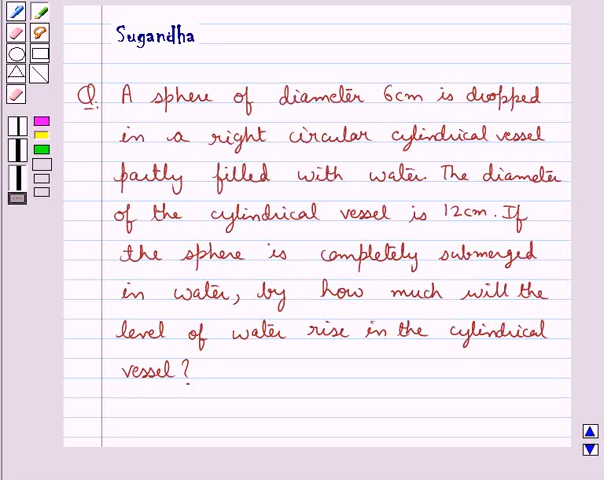 Sugandha
Q. A sphere of diameter 6cm is dropped
in a right circular cylindrical vessel
partly filled with water. The diameter
of the cylindrical vessel is 12cm. If
the sphere is completely submerged
in water, by how much will the
level of water rise in the cylindrical
vessel?